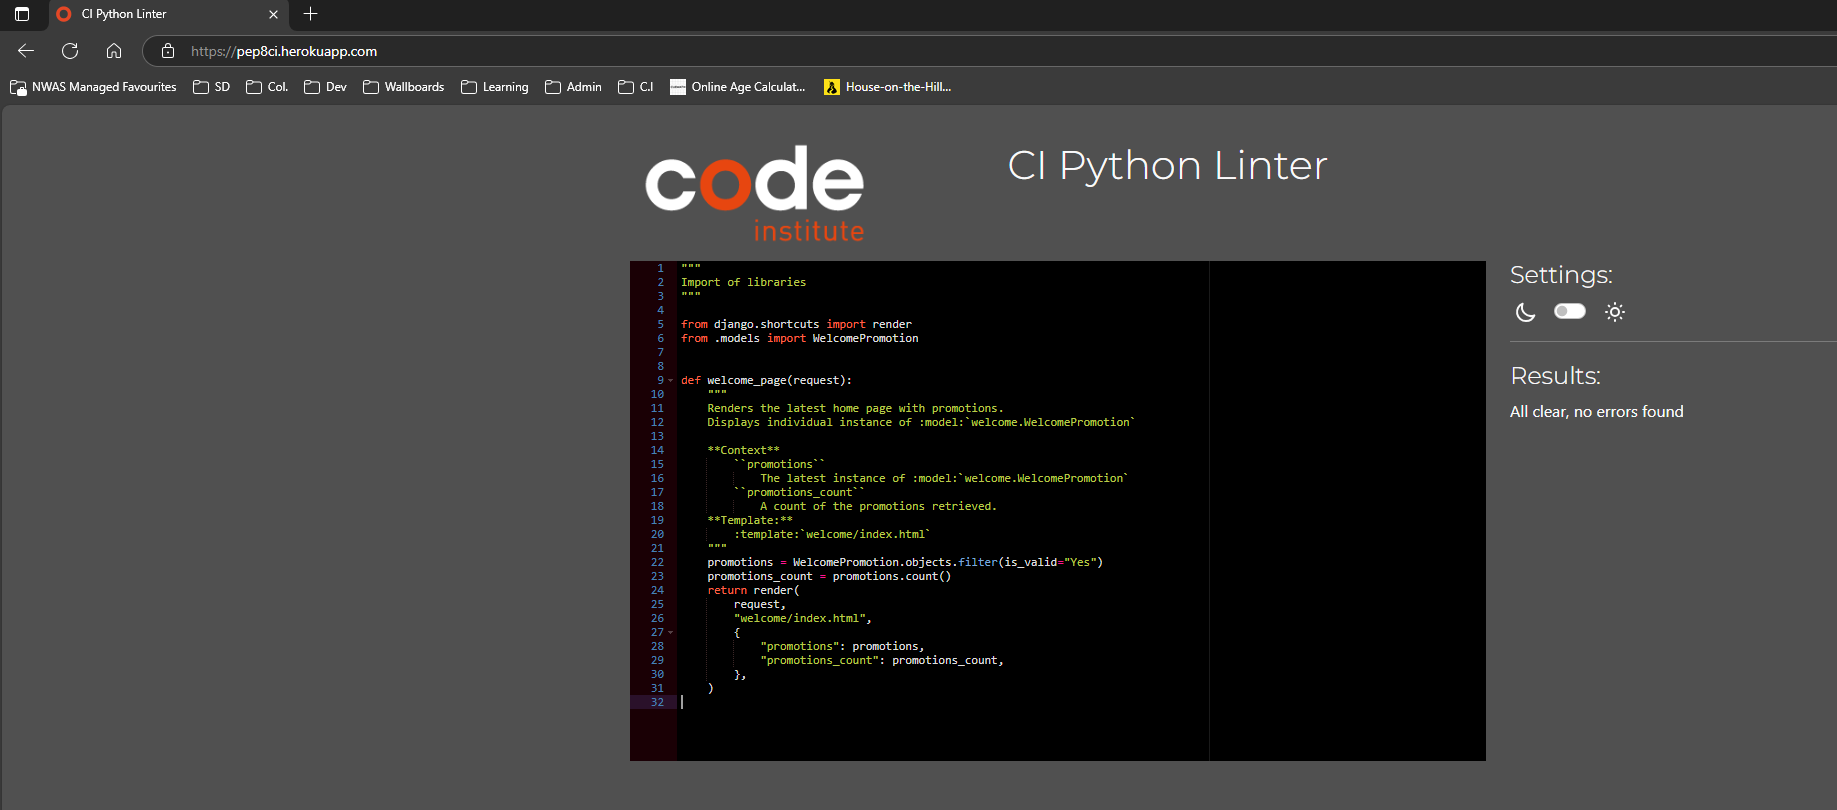 CI Python Linter
https://pep8ci.herokuapp.com
NWAS Managed Favourites SD Col. Dev Wallboards Learning Admin C.I Online Age Calculat... House-on-the-Hill...
code
institute
CI Python Linter
1 """
2 Import of libraries
3 """
4
5 from django.shortcuts import render
6 from .models import WelcomePromotion
7
8
9 def welcome_page(request):
10     """
11     Renders the latest home page with promotions.
12     Displays individual instance of :model:`welcome.WelcomePromotion`
13
14     **Context**
15         ``promotions``
16             The latest instance of :model:`welcome.WelcomePromotion`
17         ``promotions_count``
18             A count of the promotions retrieved.
19     **Template:**
20         :template:`welcome/index.html`
21     """
22     promotions = WelcomePromotion.objects.filter(is_valid="Yes")
23     promotions_count = promotions.count()
24     return render(
25         request,
26         "welcome/index.html",
27         {
28             "promotions": promotions,
29             "promotions_count": promotions_count,
30         },
31     )
32
Settings:
Results:
All clear, no errors found